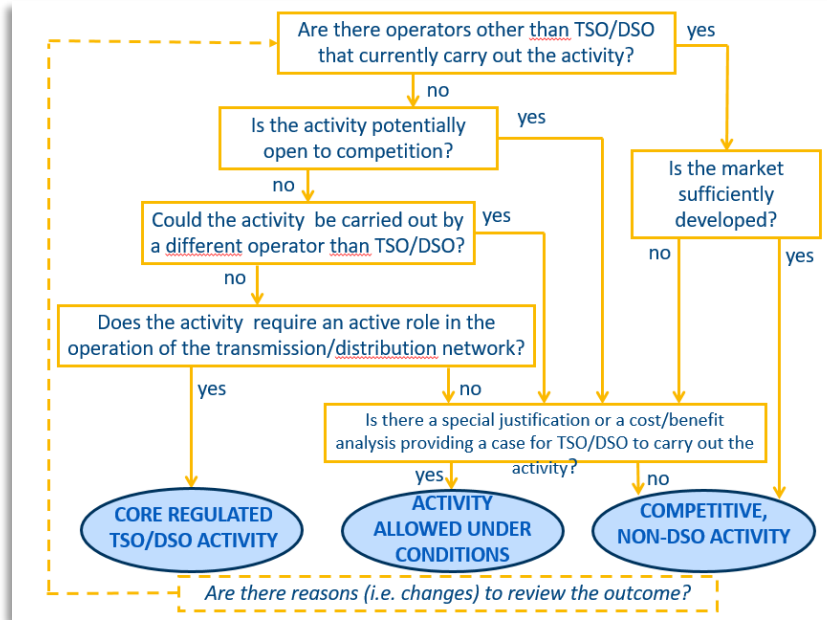 Are there operators other than TSO/DSO
that currently carry out the activity?
yes
no
Is the activity potentially
open to competition?
yes
Is the market
sufficiently
developed?
no
Could the activity be carried out by
a different operator than TSO/DSO?
yes
no
yes
no
Does the activity require an active role in the
operation of the transmission/distribution network?
yes
no
Is there a special justification or a cost/benefit
analysis providing a case for TSO/DSO to carry out the
activity?
yes
no
CORE REGULATED
TSO/DSO ACTIVITY
ACTIVITY
ALLOWED UNDER
CONDITIONS
COMPETITIVE,
NON-DSO ACTIVITY
Are there reasons (i.e. changes) to review the outcome?